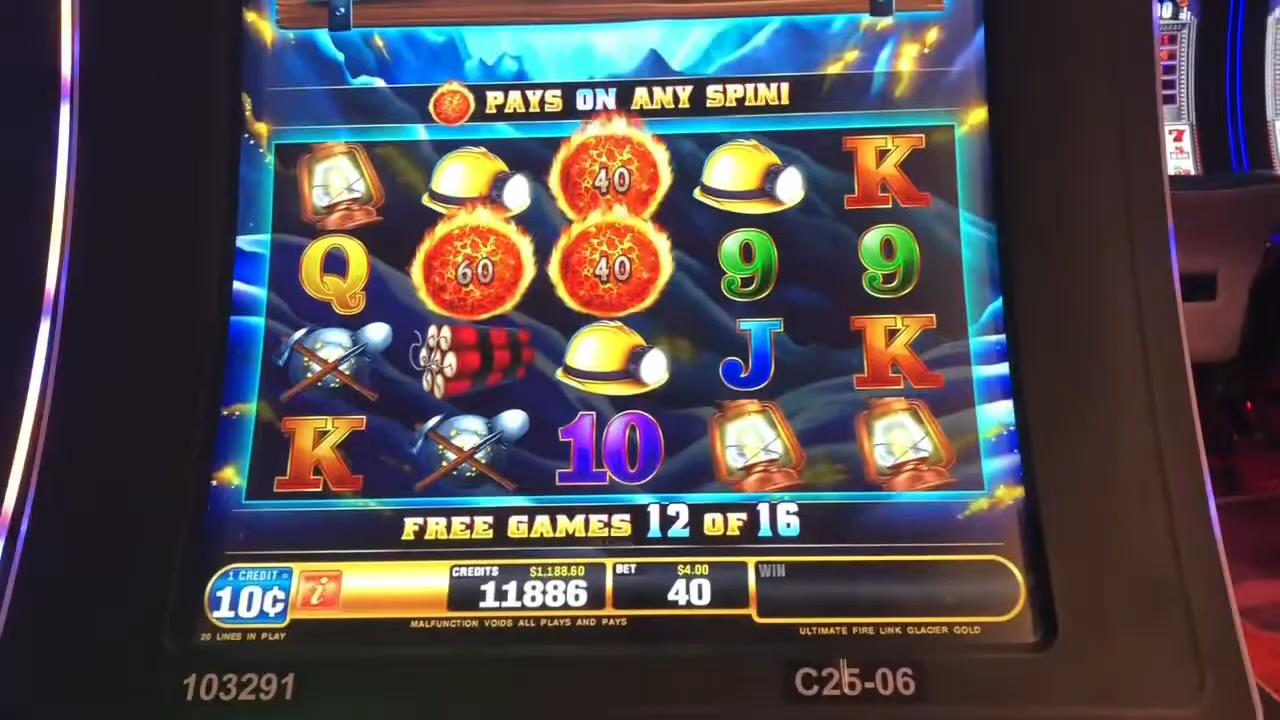 PAYS ON ANY SPIN!
40 K
Q 60 40 9 9
J K
K 10
FREE GAMES 12 OF 16
1 CREDIT =
10¢
i
CREDITS $1,188.60
11886
BET $4.00
40
WIN
20 LINES IN PLAY
MALFUNCTION VOIDS ALL PLAYS AND PAYS
ULTIMATE FIRE LINK GLACIER GOLD
103291
C25-06
7